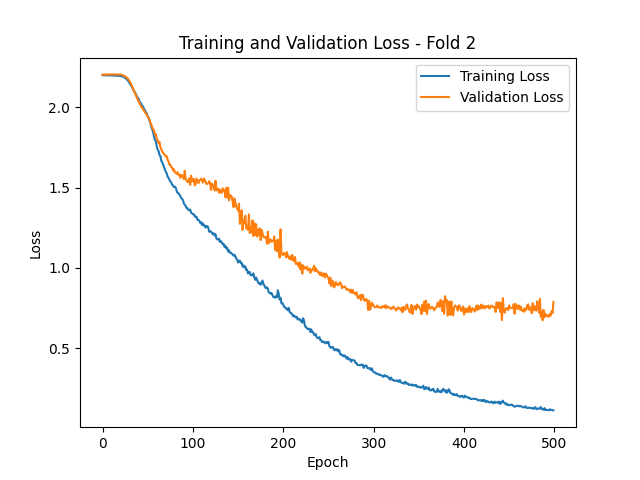 Training and Validation Loss - Fold 2
Training Loss
Validation Loss
Loss
2.0
1.5
1.0
0.5
0 100 200 300 400 500
Epoch